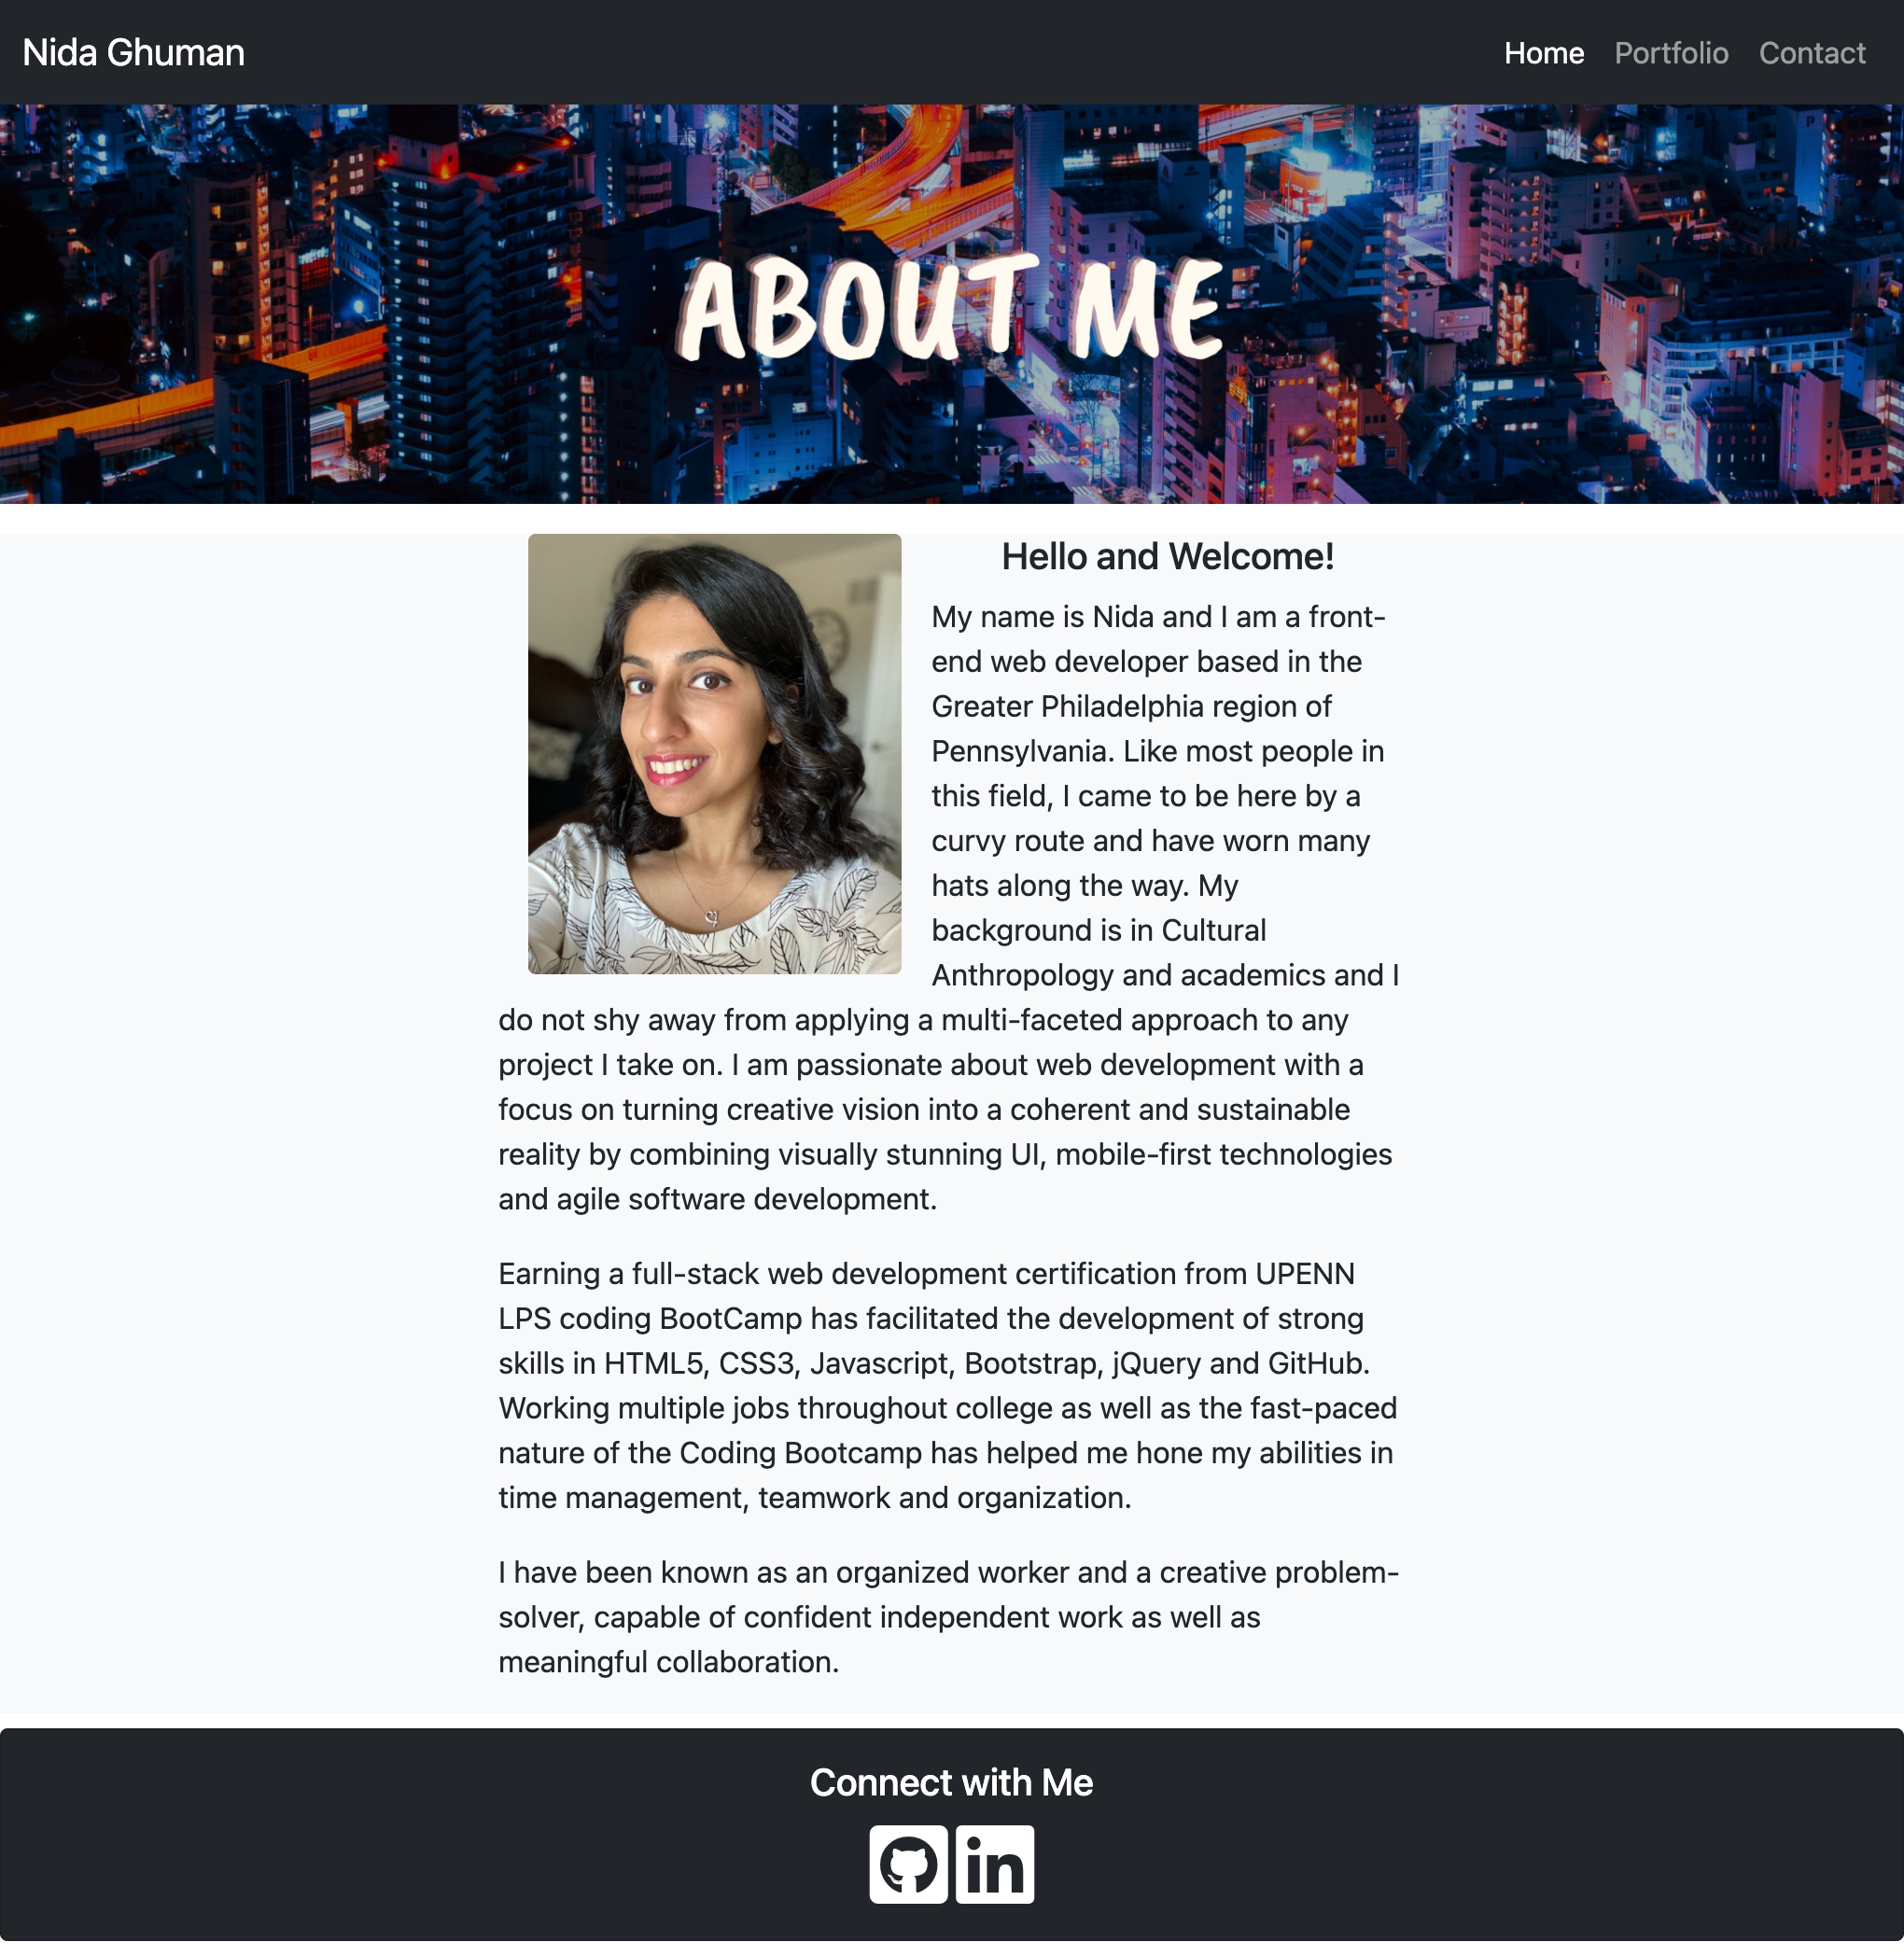 Nida Ghuman
Home Portfolio Contact
ABOUT ME
Hello and Welcome!
My name is Nida and I am a front-
end web developer based in the
Greater Philadelphia region of
Pennsylvania. Like most people in
this field, I came to be here by a
curvy route and have worn many
hats along the way. My
background is in Cultural
Anthropology and academics and I
do not shy away from applying a multi-faceted approach to any
project I take on. I am passionate about web development with a
focus on turning creative vision into a coherent and sustainable
reality by combining visually stunning UI, mobile-first technologies
and agile software development.
Earning a full-stack web development certification from UPENN
LPS coding BootCamp has facilitated the development of strong
skills in HTML5, CSS3, Javascript, Bootstrap, jQuery and GitHub.
Working multiple jobs throughout college as well as the fast-paced
nature of the Coding Bootcamp has helped me hone my abilities in
time management, teamwork and organization.
I have been known as an organized worker and a creative problem-
solver, capable of confident independent work as well as
meaningful collaboration.
Connect with Me
in